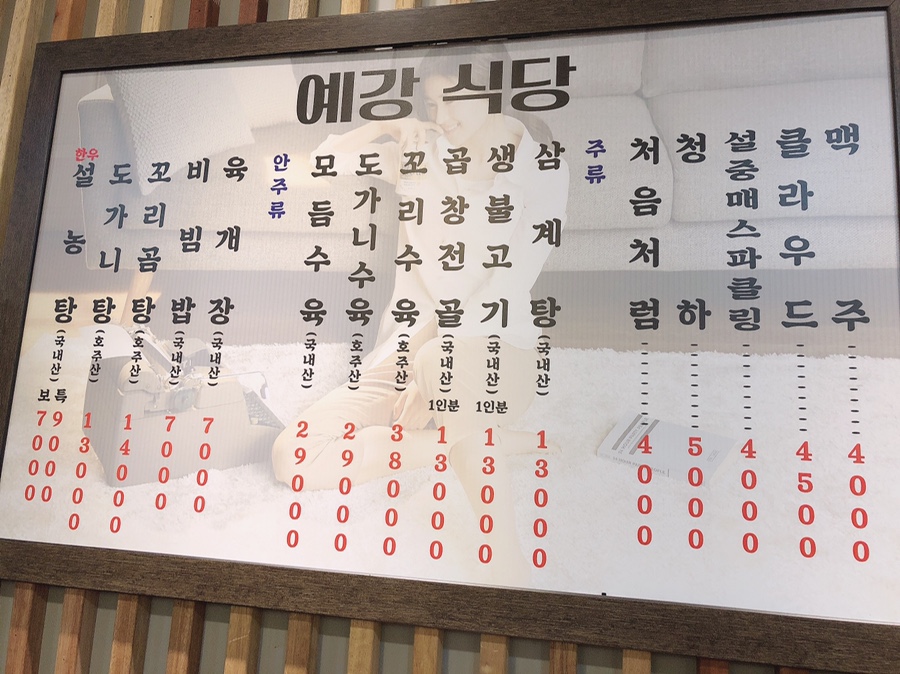 예강 식당
한우 설농탕 (국내산) 보 7000 특 9000
도가니탕 (호주산) 13000
꼬리곰탕 (호주산) 14000
비빔밥 (국내산) 7000
육개장 (국내산) 7000
안주류
모듬수육 (국내산) 29000
도가니수육 (호주산) 29000
꼬리수육 (호주산) 38000
곱창전골 (국내산) 1인분 13000
생불고기 (국내산) 1인분 13000
삼계탕 (국내산) 13000
주류
처음처럼 4000
청하 5000
설중매스파클링 4000
클라우드 4500
맥주 4000